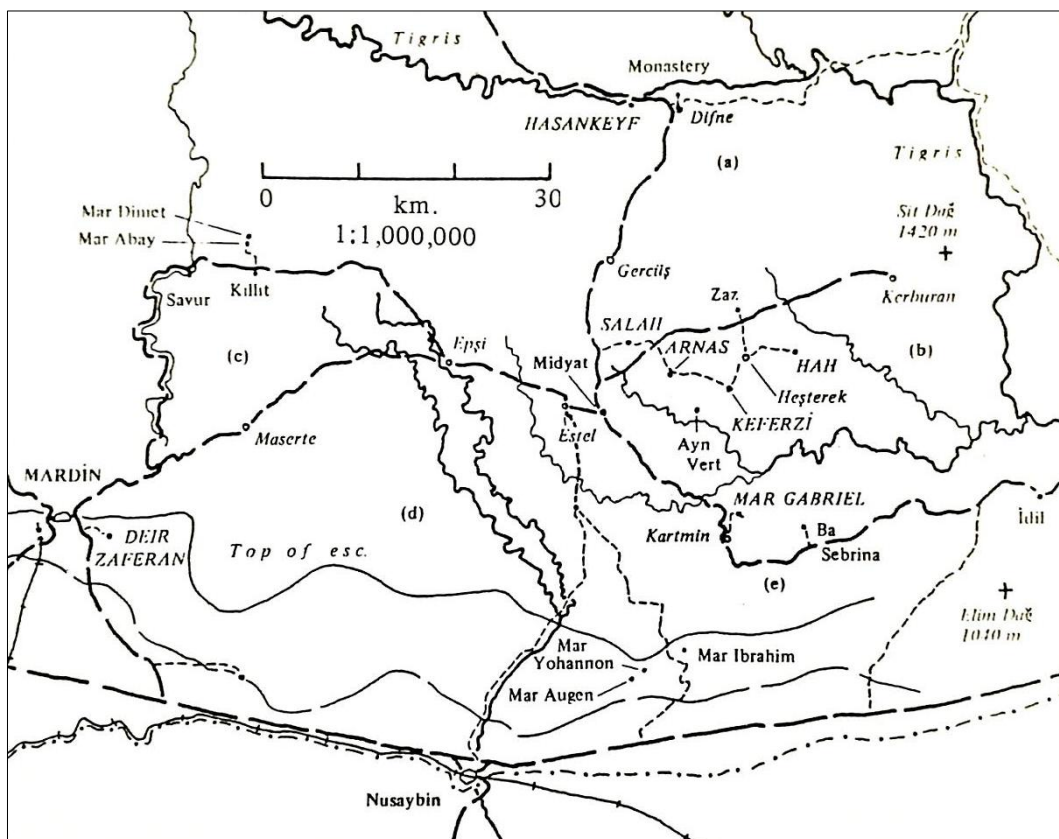 Tigris
Monastery
HASANKEYF
Difne
(a)
Tigris
0
30
km.
1:1,000,000
Sit Dağ
1420 m
Mar Dimet
Mar Abay
Gercüş
Savur
Killit
Zaz
Kerburan
SALAH
(c)
Epşi
ARNAS
(b)
HAH
Midyat
Heşterek
Maserte
Estel
KEFERZİ
Ayn
Vert
MARDİN
MAR GABRIEL
İdil
(d)
Kartmin
Ba
Sebrina
DEIR
ZAFERAN
Top of esc.
(e)
Elim Dağ
1040 m
Mar
Yohannon
Mar Ibrahim
Mar Augen
Nusaybin